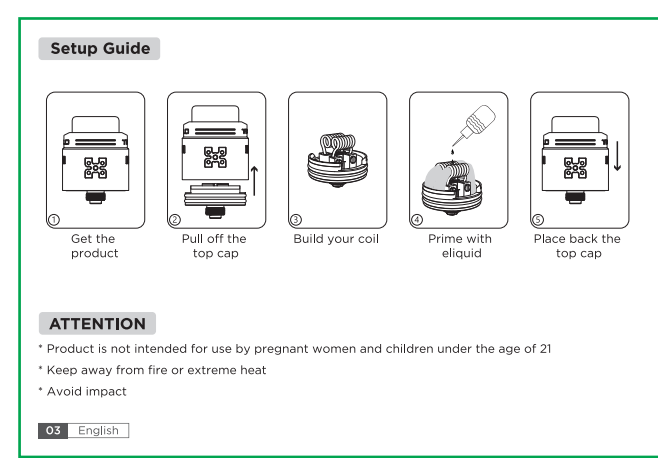 Setup Guide
1
Get the
product
2
Pull off the
top cap
3
Build your coil
4
Prime with
eliquid
5
Place back the
top cap
ATTENTION
* Product is not intended for use by pregnant women and children under the age of 21
* Keep away from fire or extreme heat
* Avoid impact
03 English